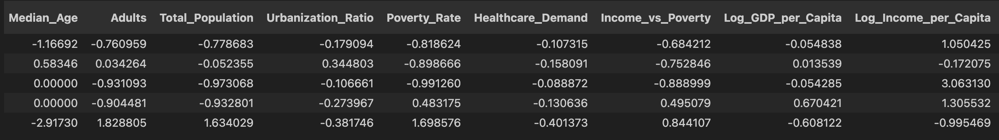 Median_Age Adults Total_Population Urbanization_Ratio Poverty_Rate Healthcare_Demand Income_vs_Poverty Log_GDP_per_Capita Log_Income_per_Capita
-1.16692 -0.760959 -0.778683 -0.179094 -0.818624 -0.107315 -0.684212 -0.054838 1.050425
0.58346 0.034264 -0.052355 0.344803 -0.898666 -0.158091 -0.752846 0.013539 -0.172075
0.00000 -0.931093 -0.973068 -0.106661 -0.991260 -0.088872 -0.888999 -0.054285 3.063130
0.00000 -0.904481 -0.932801 -0.273967 0.483175 -0.130636 0.495079 0.670421 1.305532
-2.91730 1.828805 1.634029 -0.381746 1.698576 -0.401373 0.844107 -0.608122 -0.995469